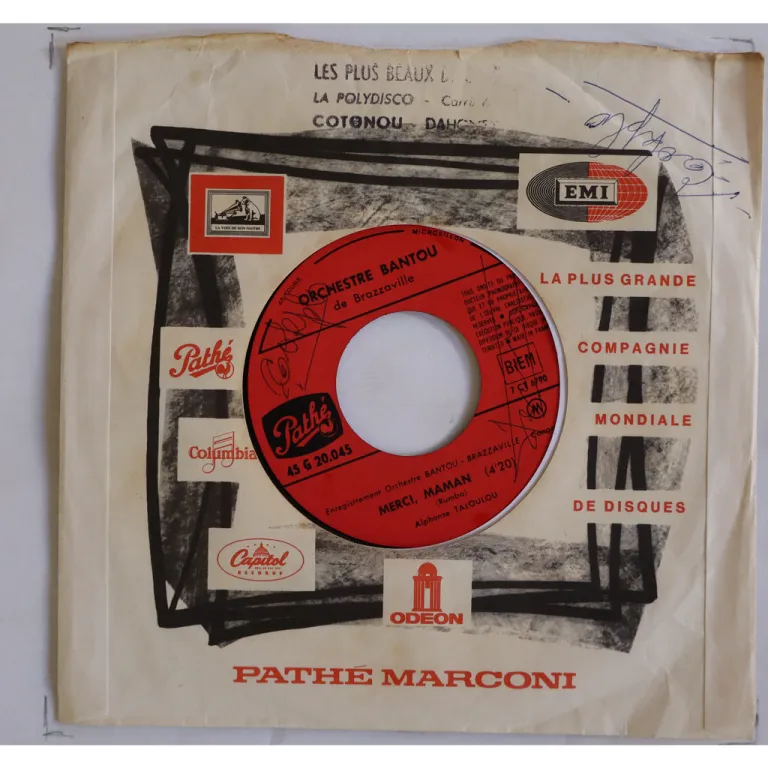 LES PLUS BEAUX
LA POLYDISCO -
COTONOU
EMI
LA VOIX DE SON MAITRE
MICROSILLON
ORCHESTRE BANTOU
de Brazzaville
LA PLUS GRANDE
COMPAGNIE
MONDIALE
DE DISQUES
BIEM
Pathé
Pathé
45 G 20.045
Columbia
Enregistrement Orchestre BANTOU - BRAZZAVILLE
MERCI, MAMAN (4'20)
(Rumba)
Alphonse TALOULOU
Capitol
RECORDS
ODEON
PATHÉ MARCONI